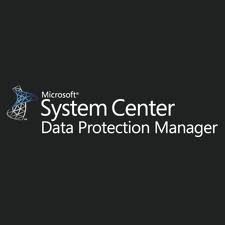 Microsoft®
System Center
Data Protection Manager